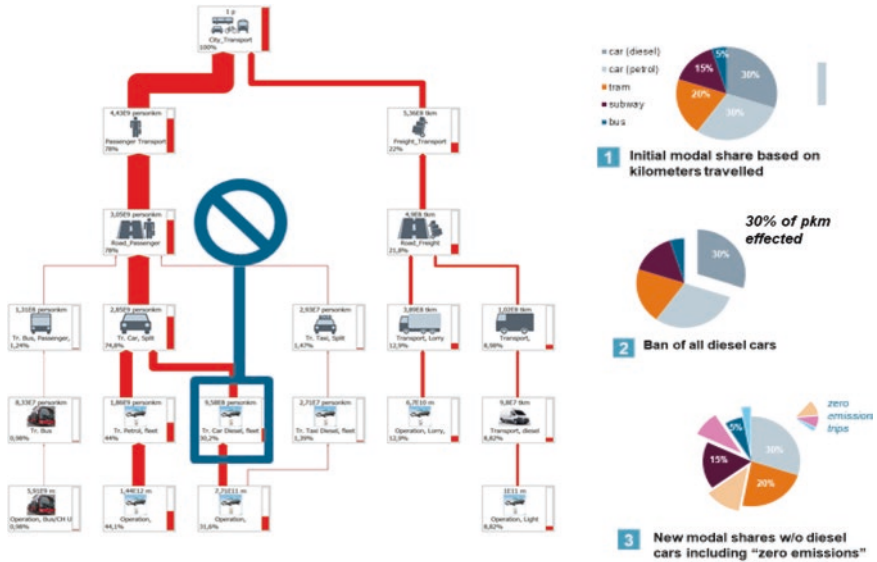 1 p
City_Transport
100%
4,43E9 personkm
Passenger Transport
78%
5,36E8 tkm
Freight_Transport
22%
3,05E9 personkm
Road_Passenger
78%
4,9E8 tkm
Road_Freight
21,8%
1,31E8 personkm
Tr. Bus, Passenger,
1,24%
2,85E9 personkm
Tr. Car, Split
74,8%
2,93E7 personkm
Tr. Taxi, Split
1,47%
3,89E8 tkm
Transport, Lorry
12,9%
1,02E8 tkm
Transport,
8,98%
8,33E7 personkm
Tr. Bus
0,98%
1,86E9 personkm
Tr. Petrol, fleet
44%
9,58E8 personkm
Tr. Car Diesel, fleet
30,2%
2,71E7 personkm
Tr. Taxi Diesel, fleet
1,39%
6,7E10 m
Operation, Lorry,
12,9%
9,8E7 tkm
Transport, diesel
8,82%
5,91E9 m
Operation, Bus/CH U
0,98%
1,44E12 m
Operation,
44,1%
2,71E11 m
Operation,
31,6%
1E11 m
Operation, Light
8,82%
car (diesel)
car (petrol)
tram
subway
bus
5%
15%
30%
20%
30%
1 Initial modal share based on
kilometers travelled
30% of pkm
effected
30%
2 Ban of all diesel cars
zero
emissions
trips
5%
30%
15%
20%
3 New modal shares w/o diesel
cars including “zero emissions”